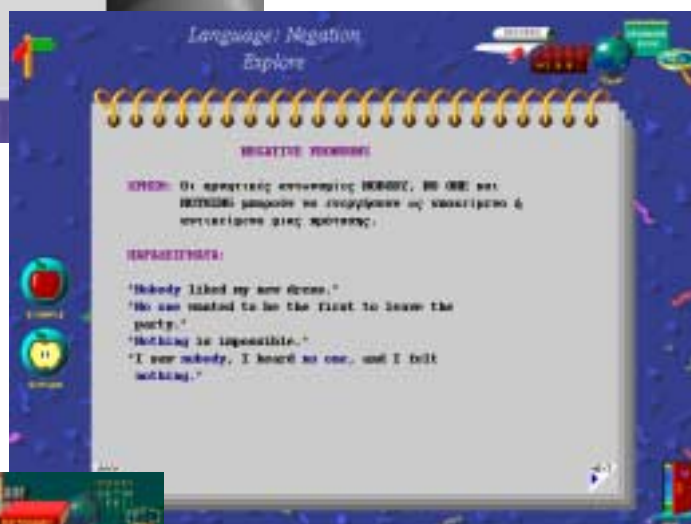 Language: Negation
Explore
NEGATIVE PRONOUNS
ΧΡΗΣΗ: Οι αρνητικές αντωνυμίες NOBODY, NO ONE και
NOTHING μπορούν να ενεργήσουν ως υποκείμενο ή
αντικείμενο μιας πρότασης.
ΠΑΡΑΔΕΙΓΜΑΤΑ:
"Nobody liked my new dress."
"No one wanted to be the first to leave the
party."
"Nothing is impossible."
"I saw nobody, I heard no one, and I felt
nothing."